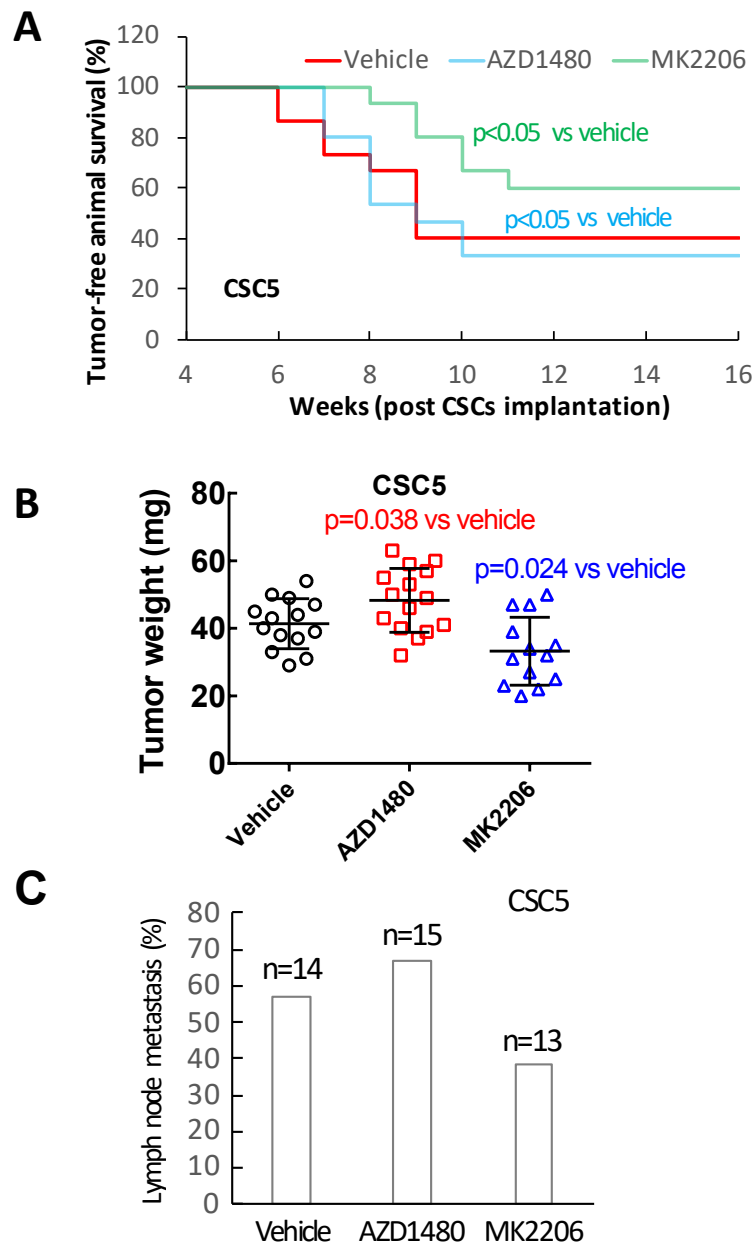 A
Tumor-free animal survival (%)
120
100
80
60
40
20
0
Vehicle AZD1480 MK2206
p<0.05 vs vehicle
p<0.05 vs vehicle
CSC5
4 6 8 10 12 14 16
Weeks (post CSCs implantation)
B
Tumor weight (mg)
80
60
40
20
0
CSC5
p=0.038 vs vehicle
p=0.024 vs vehicle
Vehicle
AZD1480
MK2206
C
Lymph node metastasis (%)
80
70
60
50
40
30
20
10
0
CSC5
n=14
n=15
n=13
Vehicle AZD1480 MK2206